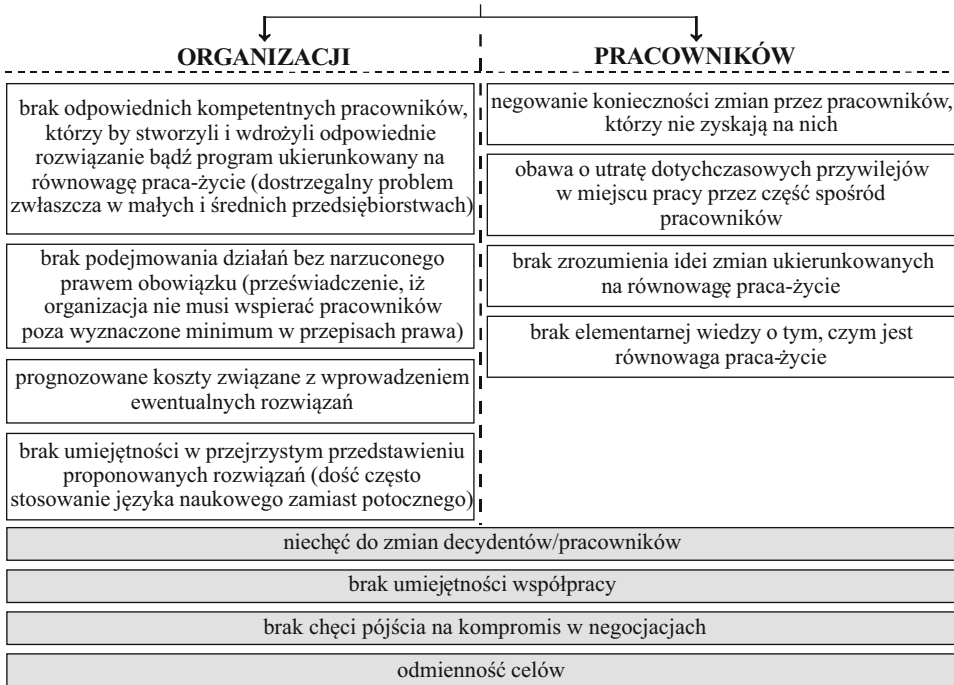 ORGANIZACJI
brak odpowiednich kompetentnych pracowników,
którzy by stworzyli i wdrożyli odpowiednie
rozwiązanie bądź program ukierunkowany na
równowagę praca-życie (dostrzegalny problem
zwłaszcza w małych i średnich przedsiębiorstwach)
brak podejmowania działań bez narzuconego
prawem obowiązku (przeświadczenie, iż
organizacja nie musi wspierać pracowników
poza wyznaczone minimum w przepisach prawa)
prognozowane koszty związane z wprowadzeniem
ewentualnych rozwiązań
brak umiejętności w przejrzystym przedstawieniu
proponowanych rozwiązań (dość często
stosowanie języka naukowego zamiast potocznego)
PRACOWNIKÓW
negowanie konieczności zmian przez pracowników,
którzy nie zyskają na nich
obawa o utratę dotychczasowych przywilejów
w miejscu pracy przez część spośród
pracowników
brak zrozumienia idei zmian ukierunkowanych
na równowagę praca-życie
brak elementarnej wiedzy o tym, czym jest
równowaga praca-życie
niechęć do zmian decydentów/pracowników
brak umiejętności współpracy
brak chęci pójścia na kompromis w negocjacjach
odmienność celów